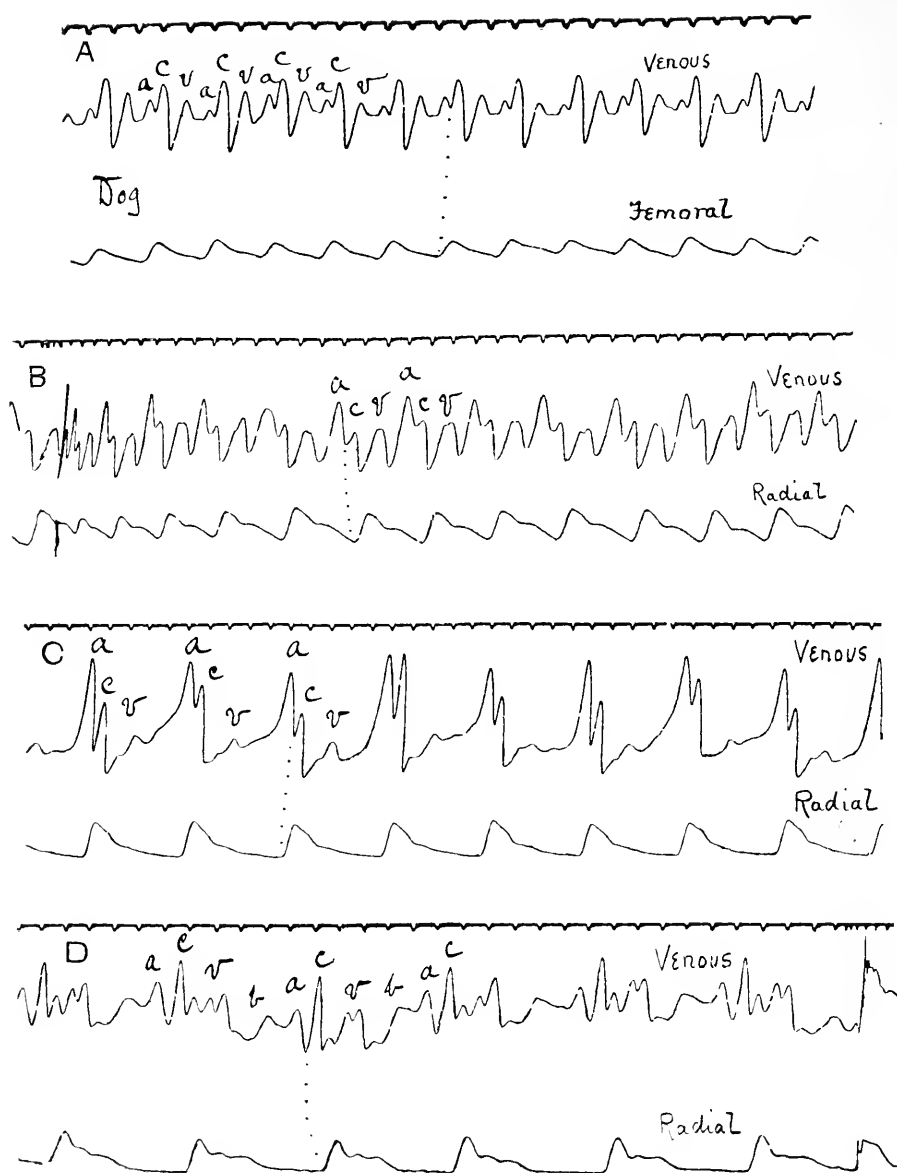 A
a c v a c v a c v a c v
Venous
Dog
Femoral
B
a c v a c v
Venous
Radial
C
a c v a c v a c v
Venous
Radial
D
a c v b a c v b a c
Venous
Radial